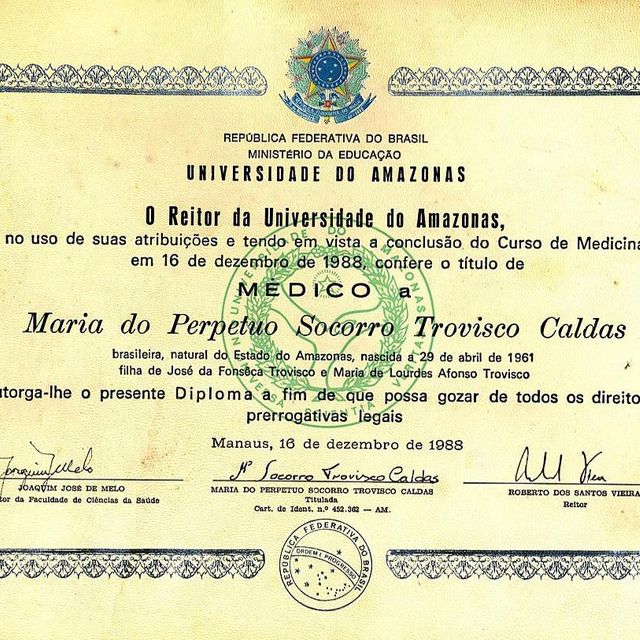 REPÚBLICA FEDERATIVA DO BRASIL
MINISTÉRIO DA EDUCAÇÃO
UNIVERSIDADE DO AMAZONAS
O Reitor da Universidade do Amazonas,
no uso de suas atribuições e tendo em vista a conclusão do Curso de Medicina
em 16 de dezembro de 1988, confere o título de
MÉDICO a
Maria do Perpetuo Socorro Trovisco Caldas
brasileira, natural do Estado do Amazonas, nascida a 29 de abril de 1961
filha de José da Fonsêca Trovisco e Maria de Lourdes Afonso Trovisco
utorga-lhe o presente Diploma a fim de que possa gozar de todos os direito
prerrogativas legais
Manaus, 16 de dezembro de 1988
Joaquim J Melo
Mª Socorro Trovisco Caldas
JOAQUIM JOSÉ DE MELO
tor da Faculdade de Ciências da Saúde
MARIA DO PERPETUO SOCORRO TROVISCO CALDAS
Titulada
Cart. de Ident. n.º 452.362 — AM.
ROBERTO DOS SANTOS VIEIRA
Reitor
REPÚBLICA FEDERATIVA DO BRASIL
ORDEM E PROGRESSO